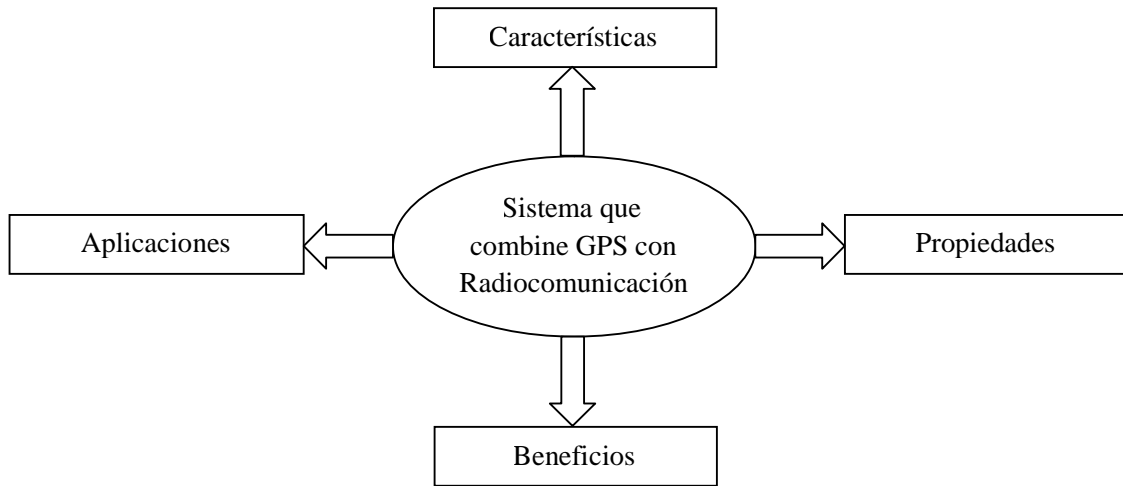 Características
Aplicaciones
Sistema que
combine GPS con
Radiocomunicación
Propiedades
Beneficios